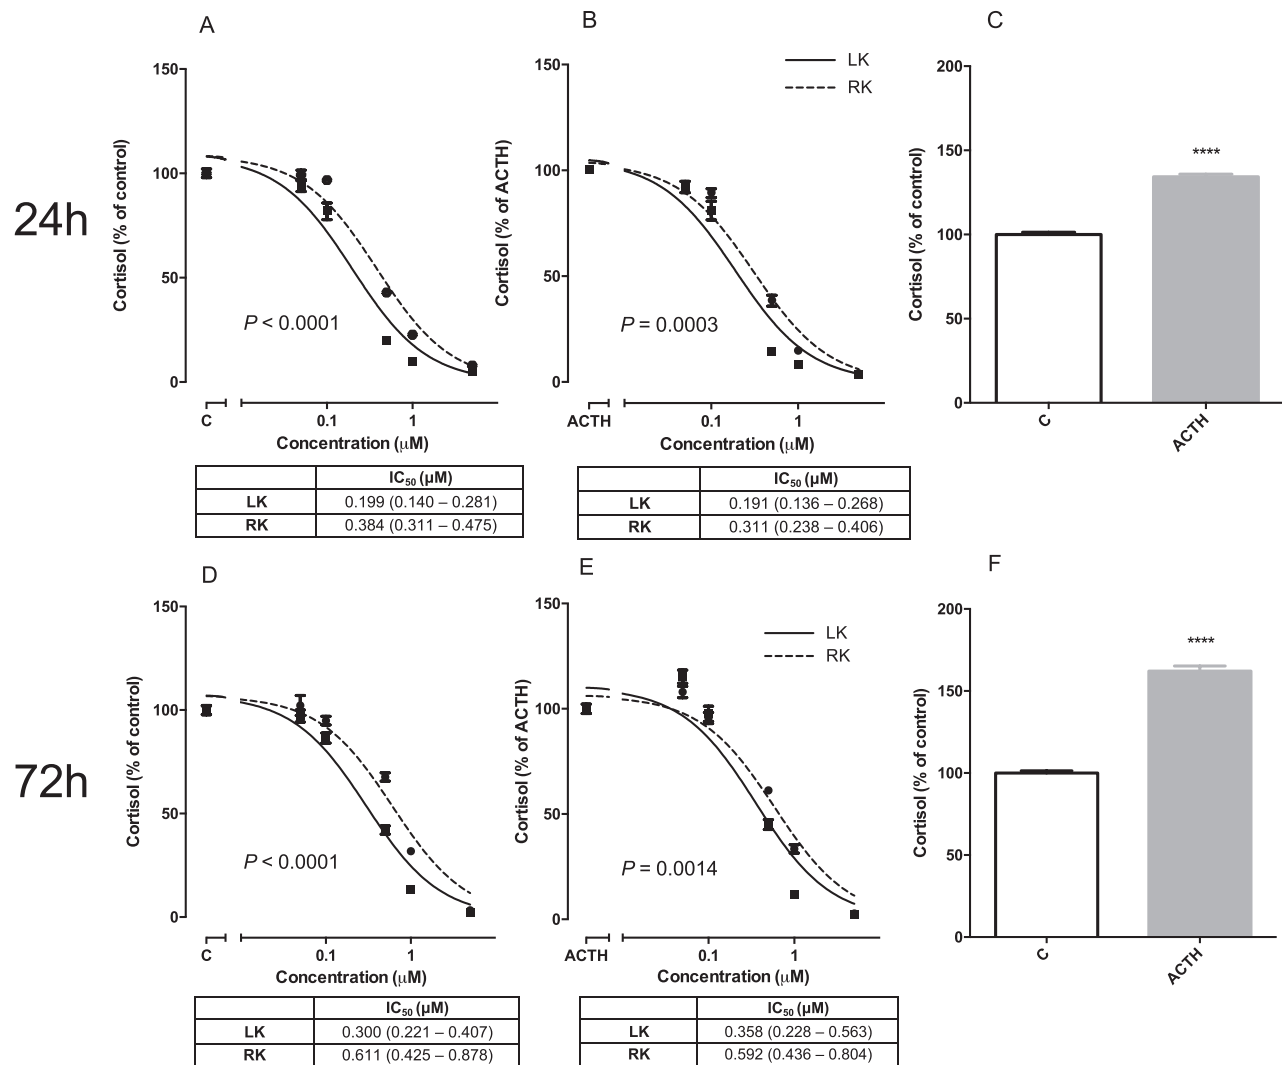 A
B
C
24h
150
100
50
0
Cortisol (% of control)
P < 0.0001
C
0.1
1
Concentration (μM)
150
100
50
0
Cortisol (% of ACTH)
LK
RK
P = 0.0003
ACTH
0.1
1
Concentration (μM)
200
150
100
50
0
Cortisol (% of control)
****
C
ACTH
IC50 (μM)
LK 0.199 (0.140 – 0.281)
RK 0.384 (0.311 – 0.475)
IC50 (μM)
LK 0.191 (0.136 – 0.268)
RK 0.311 (0.238 – 0.406)
D
E
F
72h
150
100
50
0
Cortisol (% of control)
P < 0.0001
C
0.1
1
Concentration (μM)
150
100
50
0
Cortisol (% of ACTH)
LK
RK
P = 0.0014
ACTH
0.1
1
Concentration (μM)
200
150
100
50
0
Cortisol (% of control)
****
C
ACTH
IC50 (μM)
LK 0.300 (0.221 – 0.407)
RK 0.611 (0.425 – 0.878)
IC50 (μM)
LK 0.358 (0.228 – 0.563)
RK 0.592 (0.436 – 0.804)